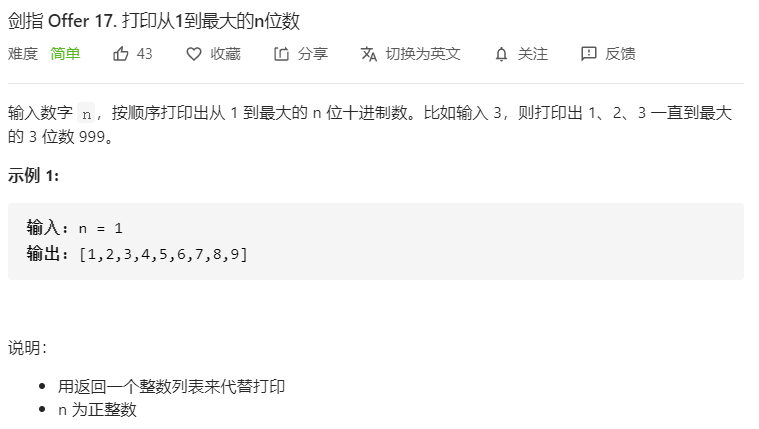 剑指 Offer 17. 打印从1到最大的n位数
难度 简单 43 收藏 分享 切换为英文 关注 反馈
输入数字 n，按顺序打印出从 1 到最大的 n 位十进制数。比如输入 3，则打印出 1、2、3 一直到最大
的 3 位数 999。
示例 1:
输入：n = 1
输出：[1,2,3,4,5,6,7,8,9]
说明：
用返回一个整数列表来代替打印
n 为正整数